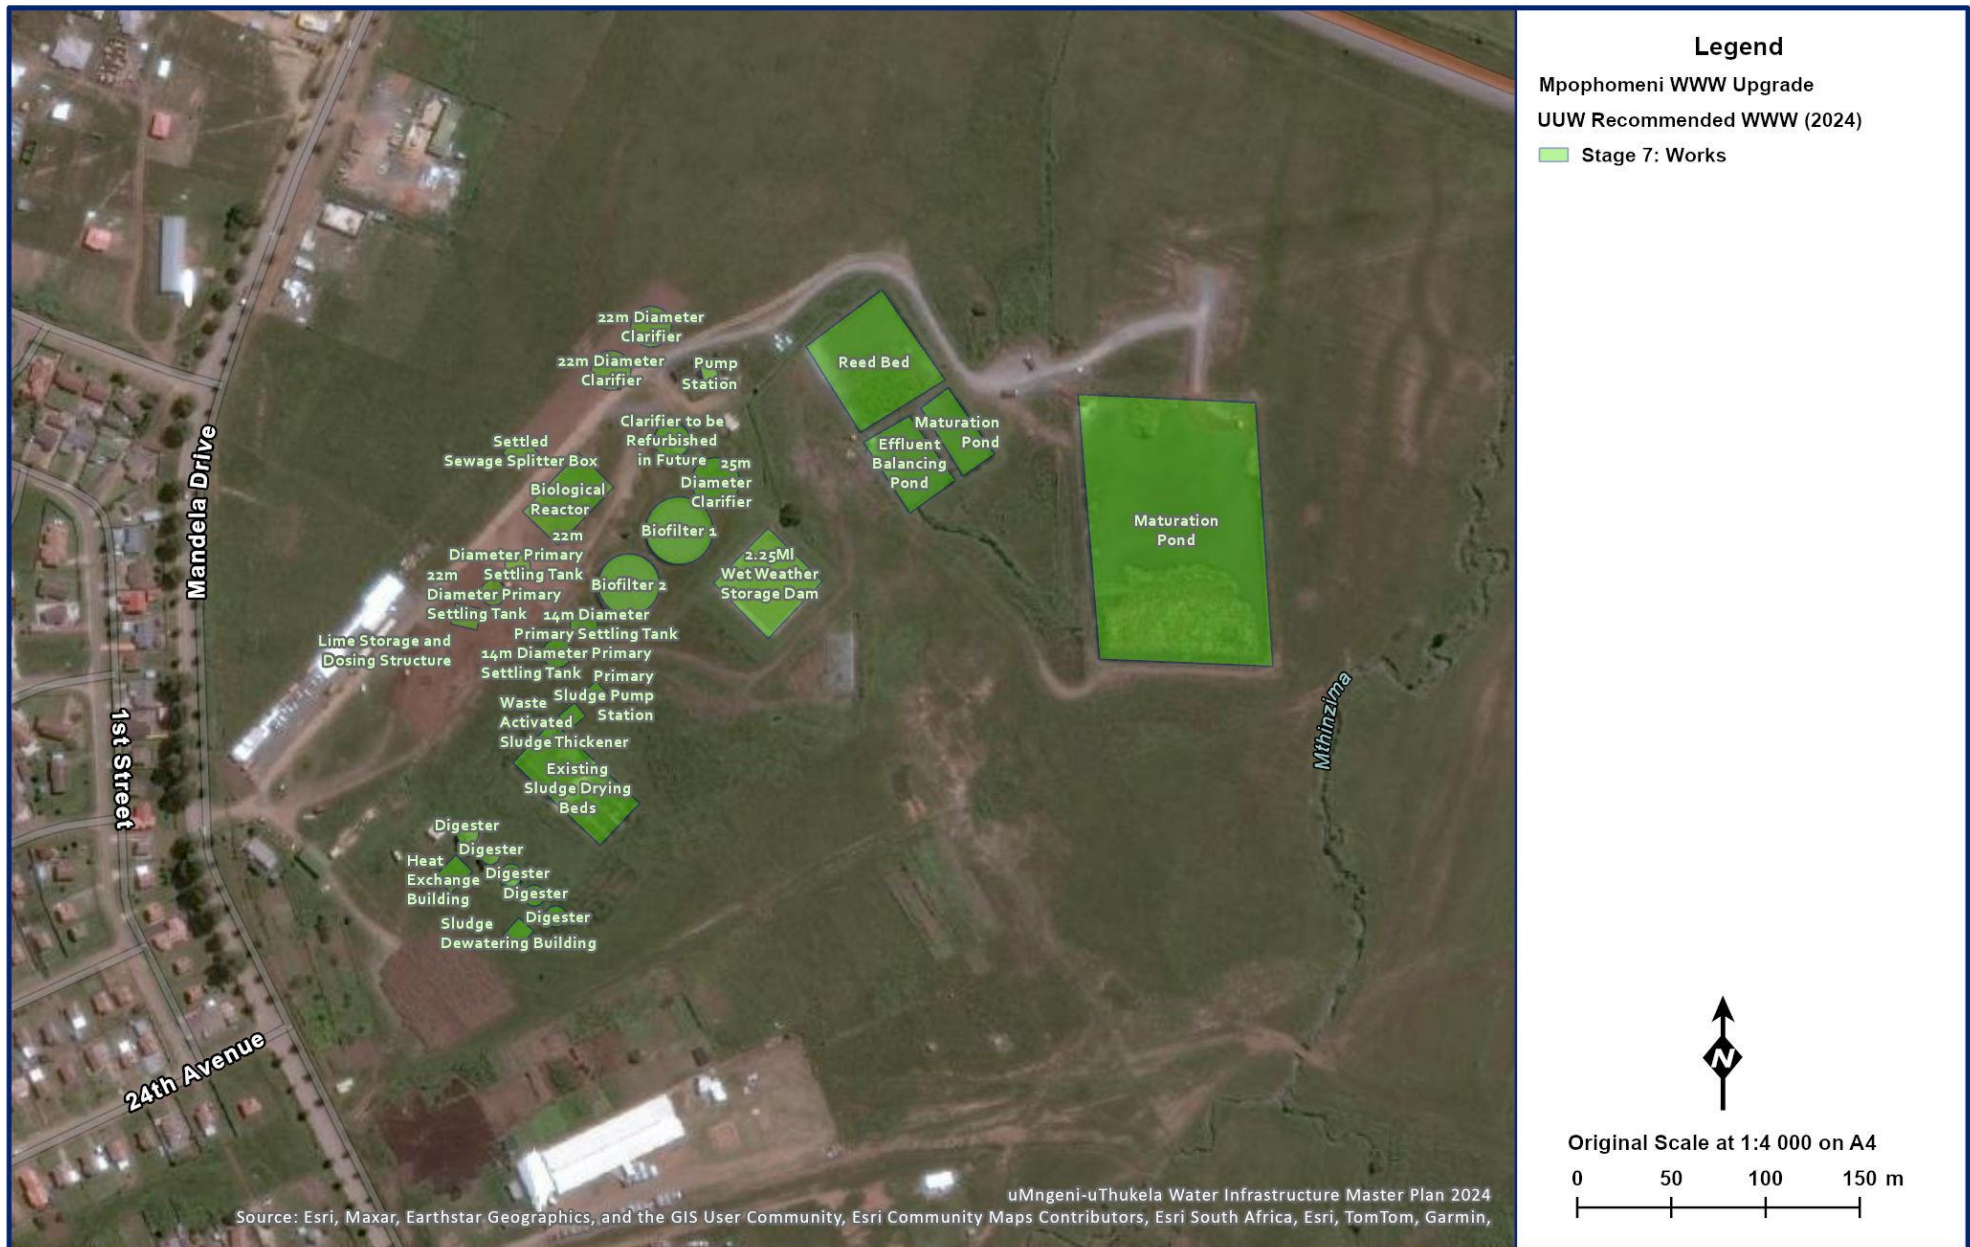 22m Diameter
Clarifier
22m Diameter
Clarifier
Pump
Station
Reed Bed
Clarifier to be
Refurbished
in Future
Maturation
Pond
Effluent
Balancing
Pond
Settled
Sewage Splitter Box
25m
Diameter
Clarifier
Biological
Reactor
Biofilter 1
Maturation
Pond
22m
Diameter Primary
Settling Tank
2.25Ml
Wet Weather
Storage Dam
22m
Diameter Primary
Settling Tank
Biofilter 2
14m Diameter
Primary Settling Tank
Lime Storage and
Dosing Structure
14m Diameter Primary
Settling Tank
Primary
Sludge Pump
Station
Waste
Activated
Sludge Thickener
Existing
Sludge Drying
Beds
Digester
Digester
Digester
Digester
Digester
Heat
Exchange
Building
Sludge
Dewatering Building
Mandela Drive
1st Street
24th Avenue
Mthinzima
uMngeni-uThukela Water Infrastructure Master Plan 2024
Source: Esri, Maxar, Earthstar Geographics, and the GIS User Community, Esri Community Maps Contributors, Esri South Africa, Esri, TomTom, Garmin,
Legend
Mpophomeni WWW Upgrade
UUW Recommended WWW (2024)
Stage 7: Works
N
Original Scale at 1:4 000 on A4
0 50 100 150 m